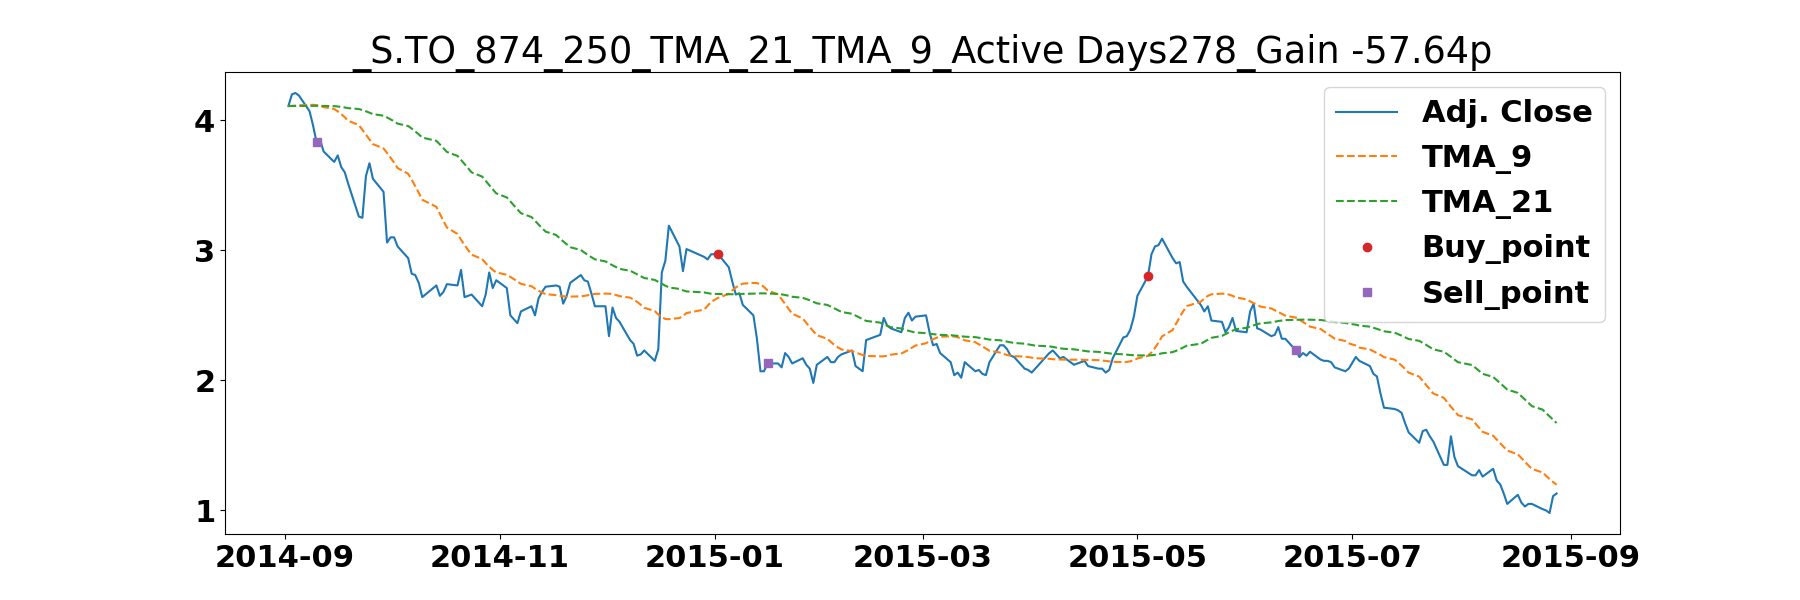 _S.TO_874_250_TMA_21_TMA_9_Active Days278_Gain -57.64p
Adj. Close
TMA_9
TMA_21
Buy_point
Sell_point
4
3
2
1
2014-09 2014-11 2015-01 2015-03 2015-05 2015-07 2015-09